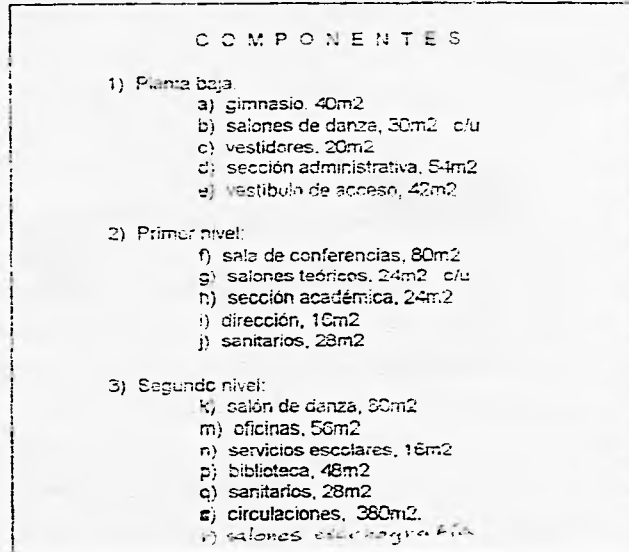 COMPONENTES
1) Planta baja:
a) gimnasio. 40m2
b) salones de danza, 30m2 c/u
c) vestidores. 20m2
d) sección administrativa, 54m2
e) vestíbulo de acceso, 42m2
2) Primer nivel:
f) sala de conferencias, 80m2
g) salones teóricos, 24m2 c/u
h) sección académica, 24m2
i) dirección, 16m2
j) sanitarios, 28m2
3) Segundo nivel:
k) salón de danza, m2
m) oficinas, 56m2
n) servicios escolares, 16m2
p) biblioteca, 48m2
q) sanitarios, 28m2
circulaciones, 380m2.
salones